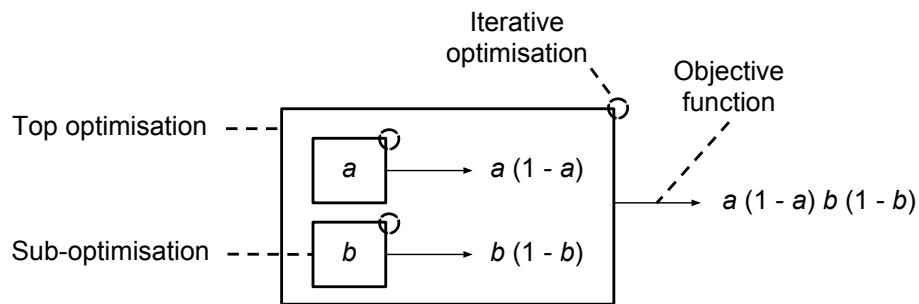 Iterative
optimisation
Objective
function
Top optimisation
a
a (1 - a)
a (1 - a) b (1 - b)
Sub-optimisation
b
b (1 - b)